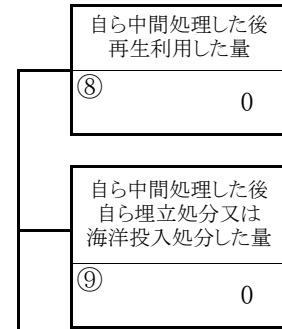 自ら中間処理した後
再生利用した量
⑧
0
自ら中間処理した後
自ら埋立処分又は
海洋投入処分した量
⑨
0